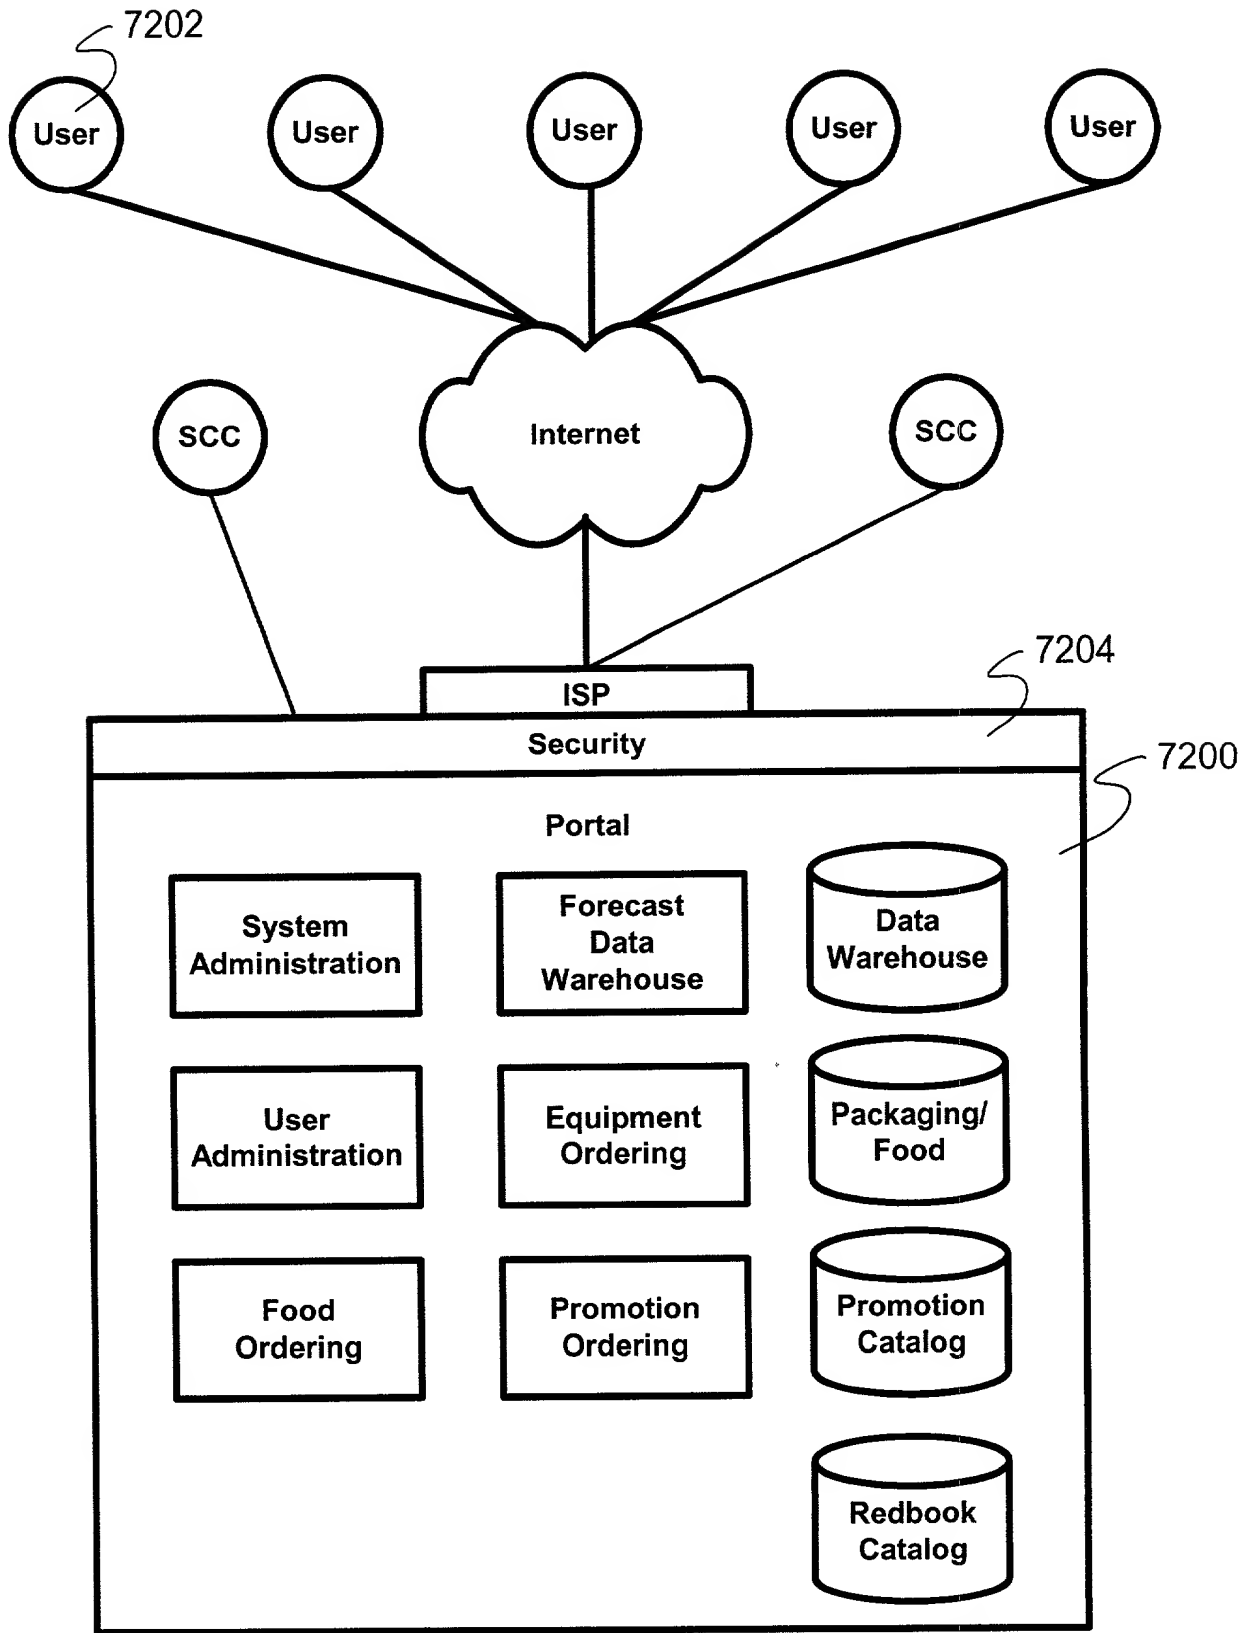 7202
User
User
User
User
User
SCC
Internet
SCC
7204
ISP
Security
7200
Portal
System
Administration
Forecast
Data
Warehouse
Data
Warehouse
User
Administration
Equipment
Ordering
Packaging/
Food
Food
Ordering
Promotion
Ordering
Promotion
Catalog
Redbook
Catalog